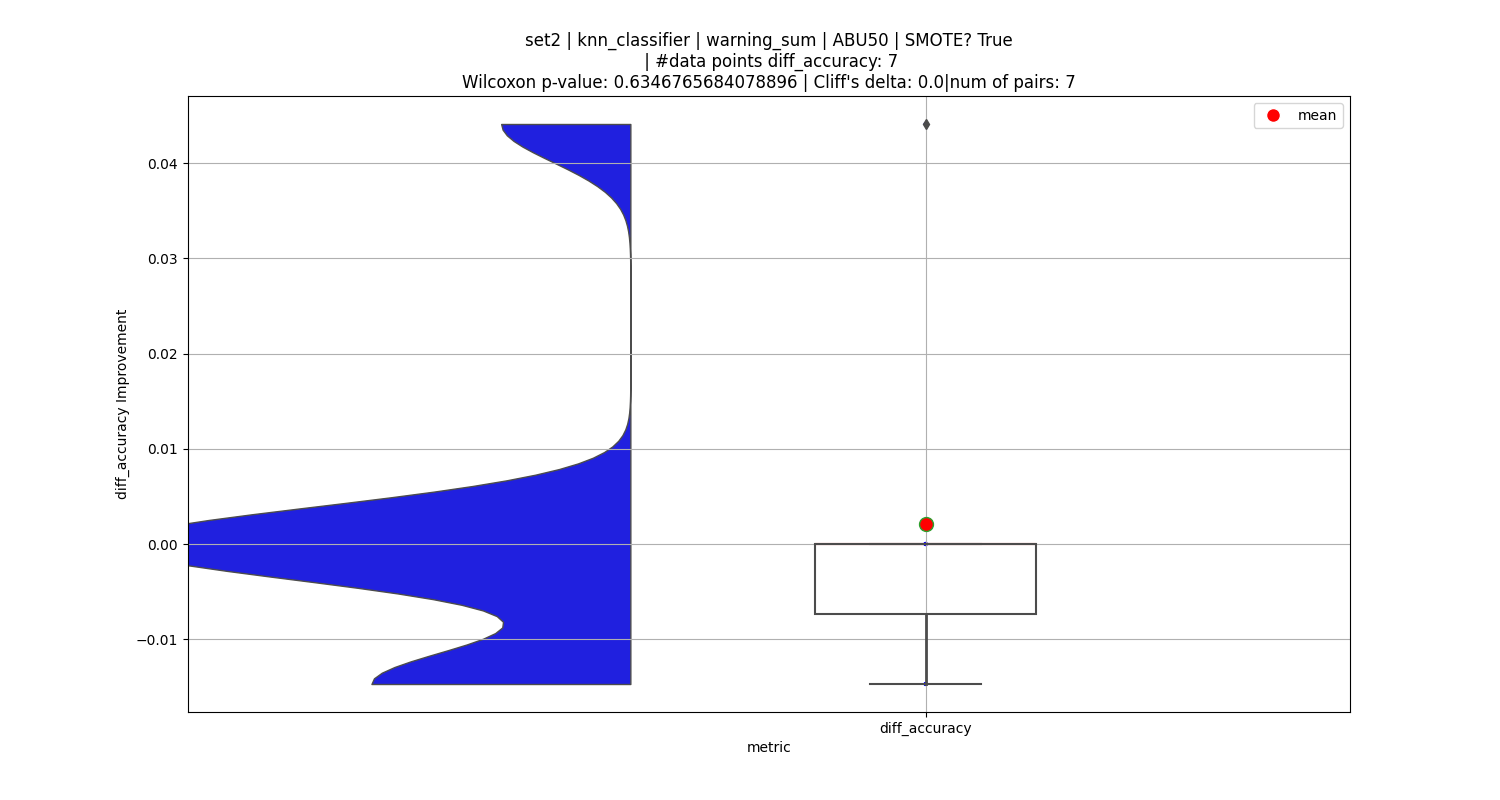 set2 | knn_classifier | warning_sum | ABU50 | SMOTE? True
| #data points diff_accuracy: 7
Wilcoxon p-value: 0.6346765684078896 | Cliff's delta: 0.0|num of pairs: 7
mean
0.04
0.03
0.02
0.01
0.00
−0.01
diff_accuracy Improvement
diff_accuracy
metric